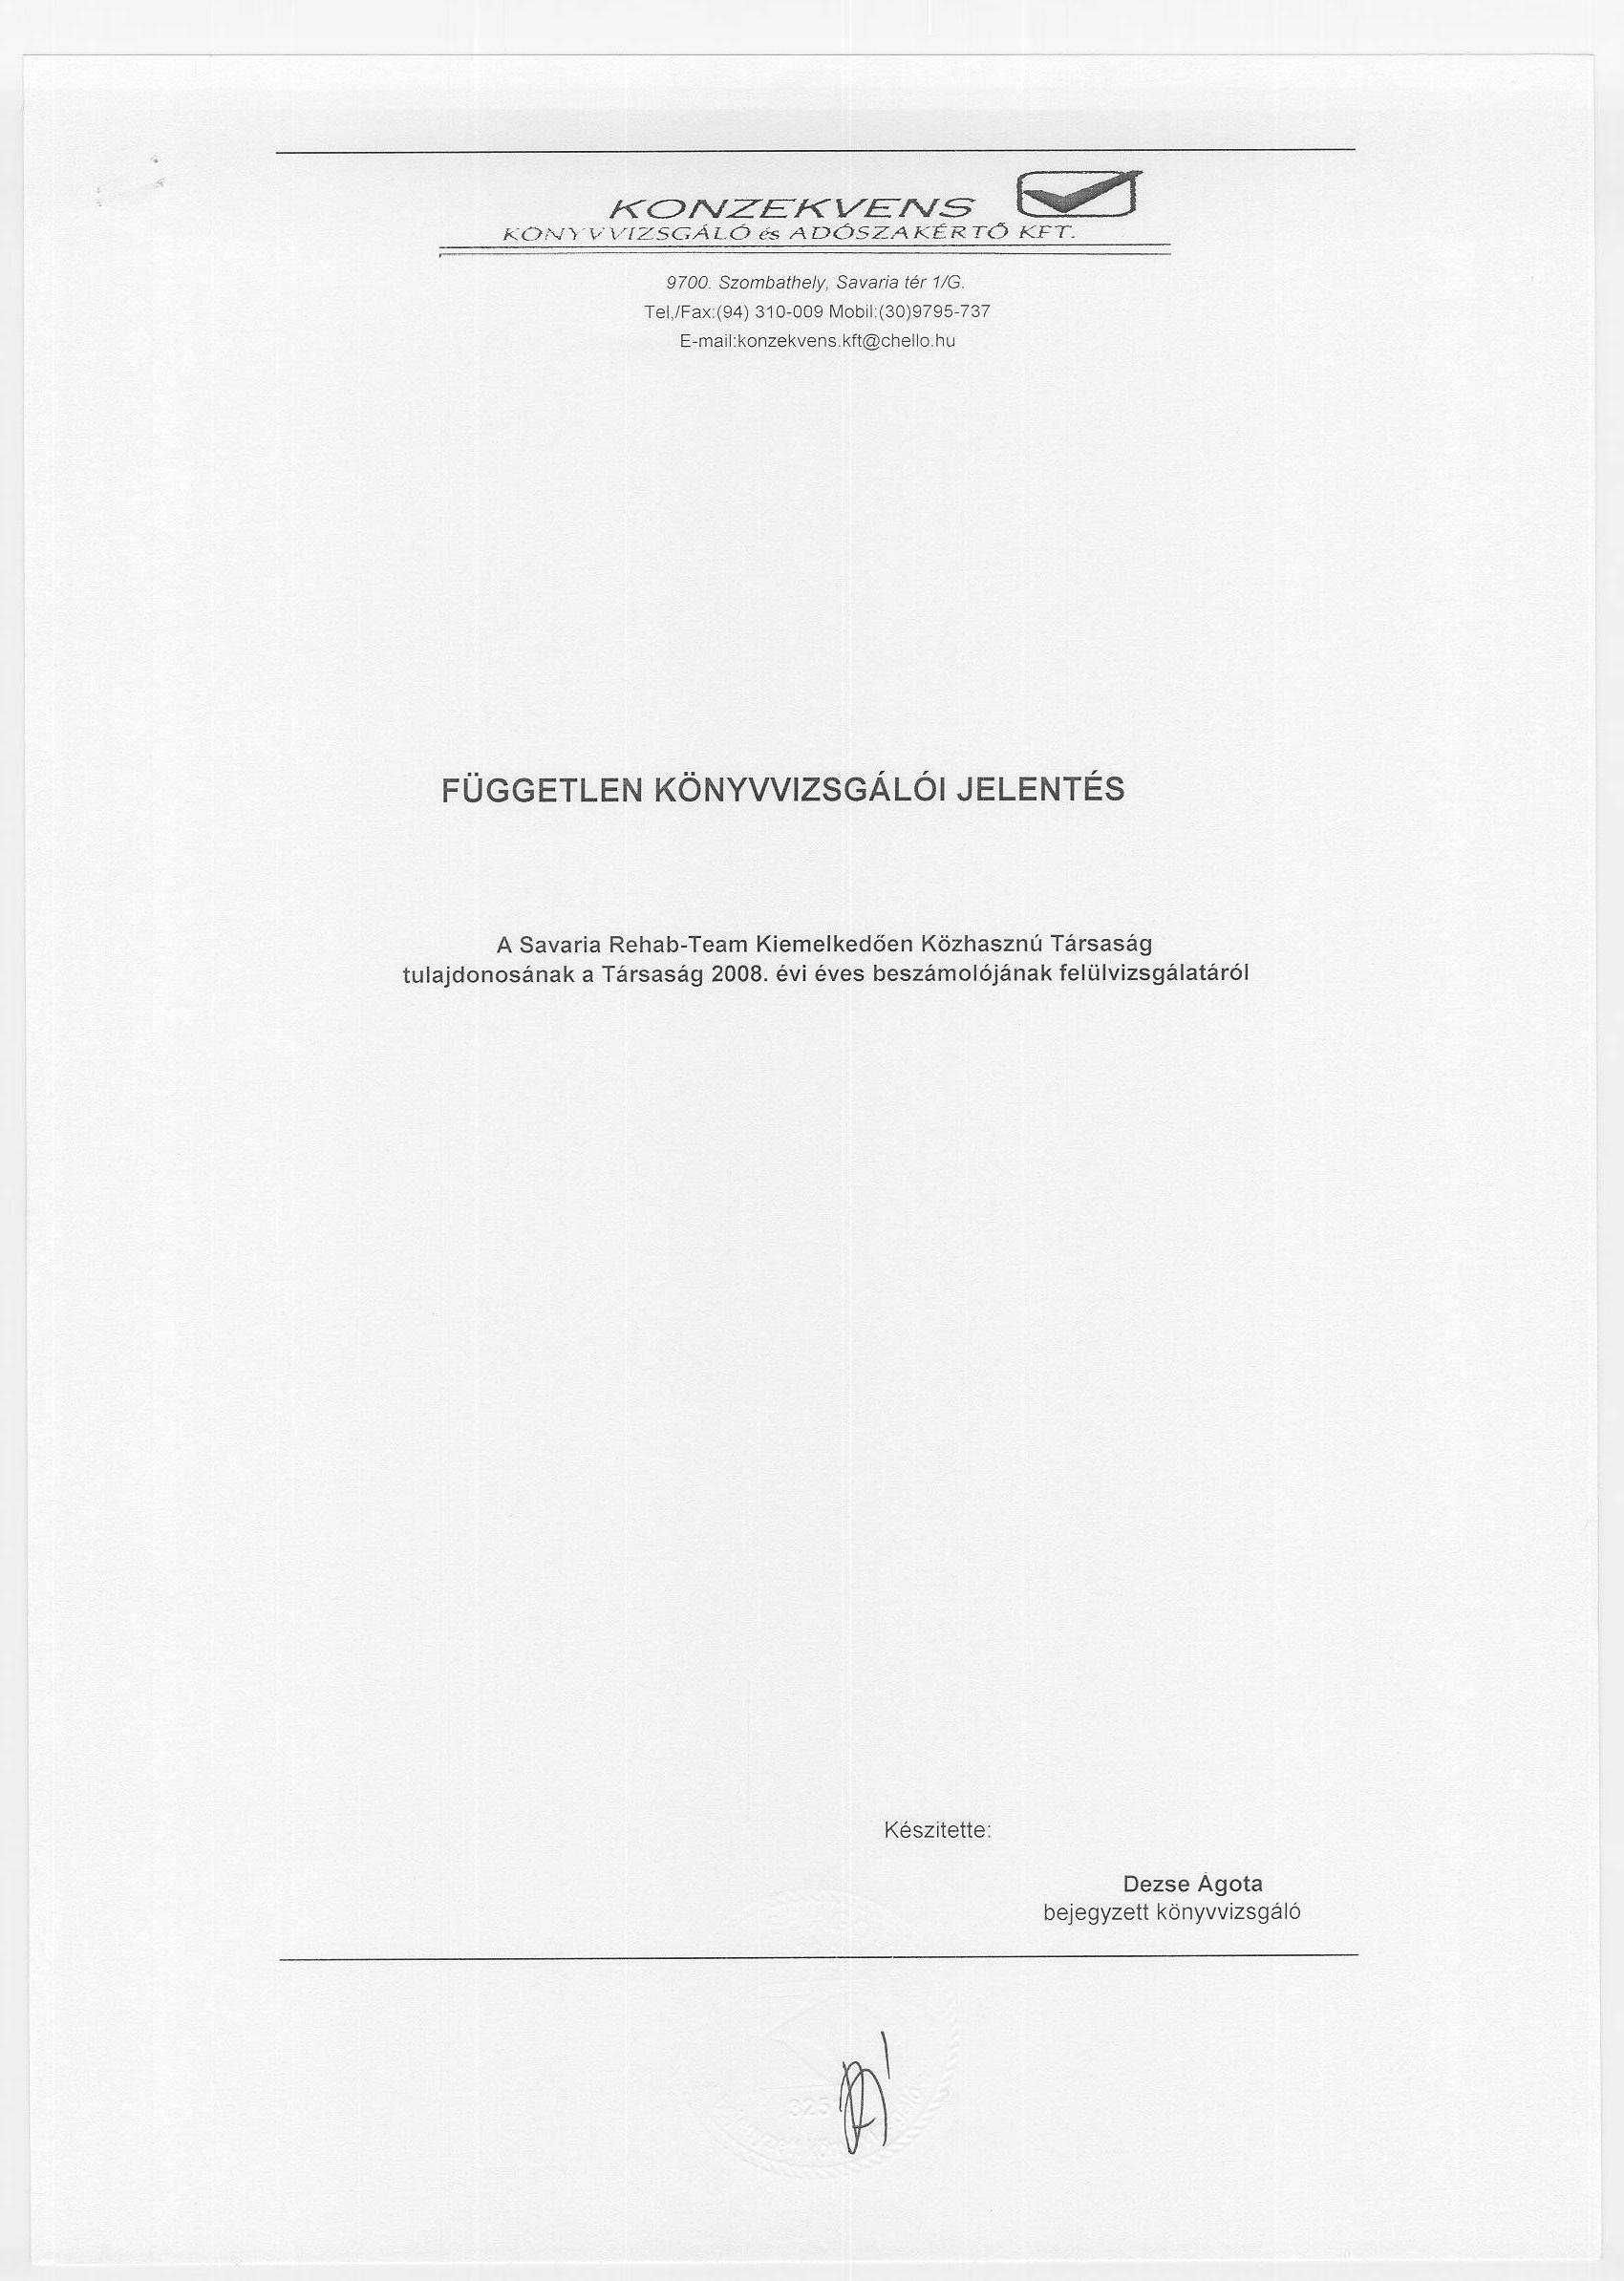 KONZEKVENS
KÖNYVVIZSGÁLÓ és ADÓSZAKÉRTŐ KFT.
9700. Szombathely, Savaria tér 1/G.
Tel./Fax:(94) 310-009 Mobil:(30)9795-737
E-mail:konzekvens.kft@chello.hu
FÜGGETLEN KÖNYVVIZSGÁLÓI JELENTÉS
A Savaria Rehab-Team Kiemelkedően Közhasznú Társaság
tulajdonosának a Társaság 2008. évi éves beszámolójának felülvizsgálatáról
Készitette:
Dezse Ágota
bejegyzett könyvvizsgáló